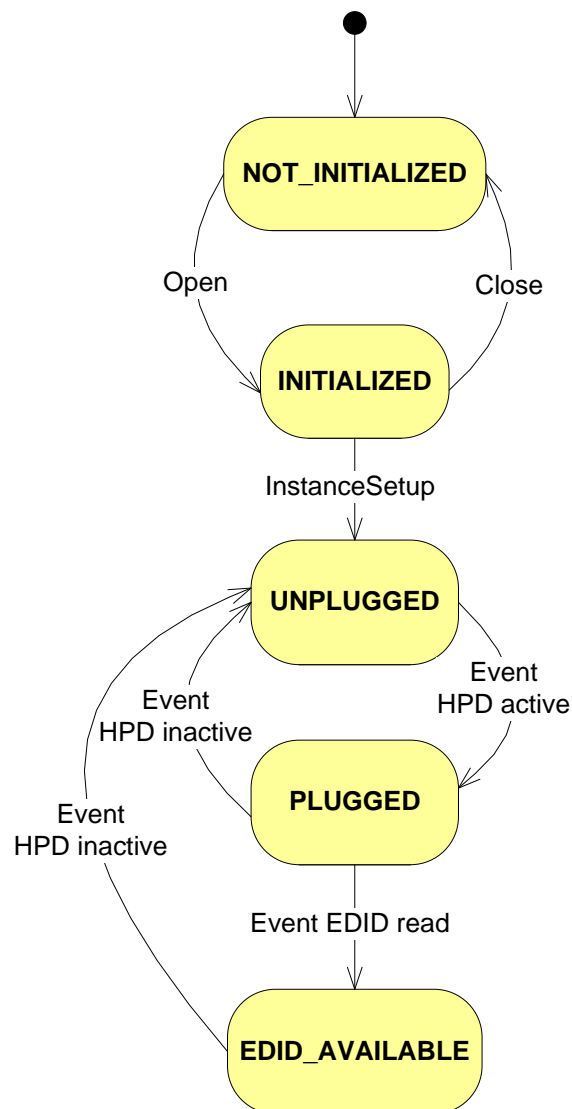 NOT_INITIALIZED
Open
Close
INITIALIZED
InstanceSetup
UNPLUGGED
Event
HPD active
Event
HPD inactive
PLUGGED
Event
HPD inactive
Event EDID read
EDID_AVAILABLE